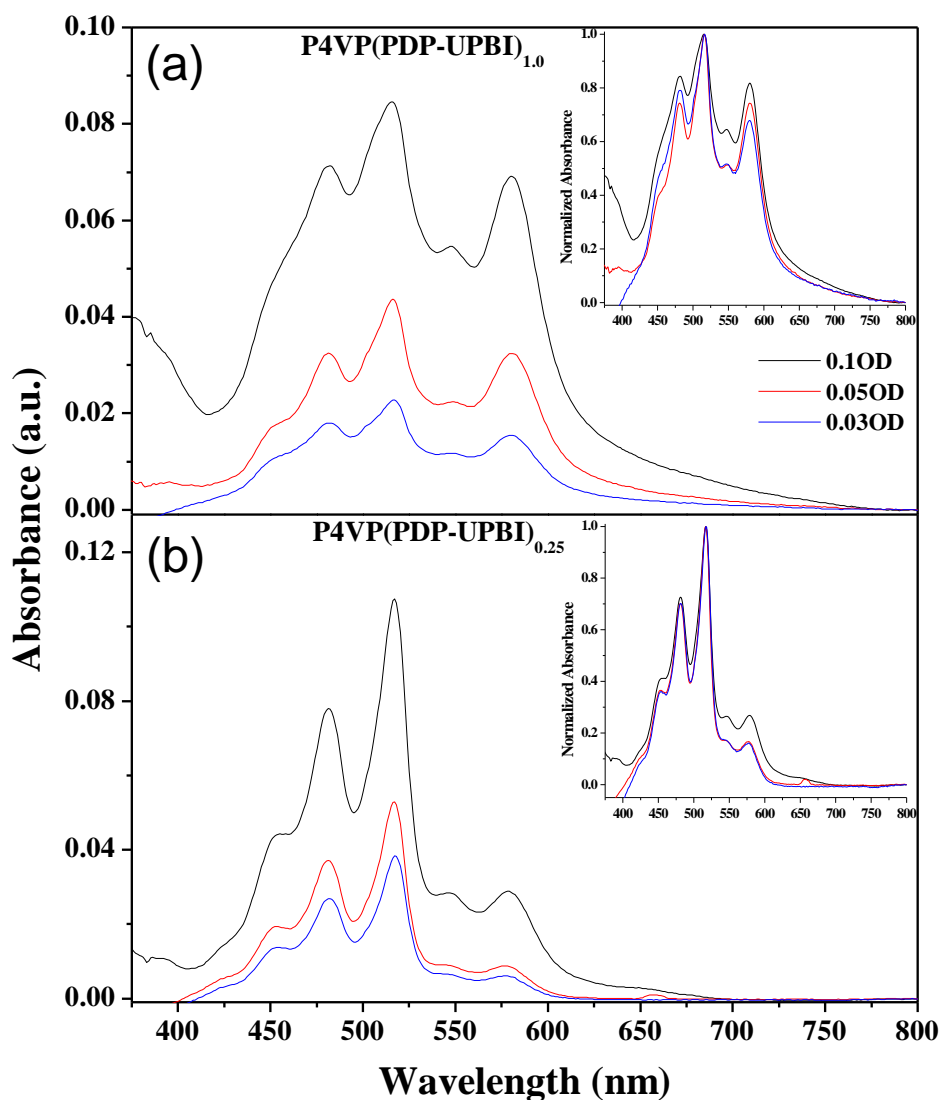 Absorbance (a.u.)
(a)
P4VP(PDP-UPBI)1.0
0.10
0.08
0.06
0.04
0.02
0.00
Normalized Absorbance
1.0
0.8
0.6
0.4
0.2
0.0
400 450 500 550 600 650 700 750 800
0.1OD
0.05OD
0.03OD
(b)
P4VP(PDP-UPBI)0.25
0.12
0.08
0.04
0.00
Normalized Absorbance
1.0
0.8
0.6
0.4
0.2
0.0
400 450 500 550 600 650 700 750 800
400 450 500 550 600 650 700 750 800
Wavelength (nm)